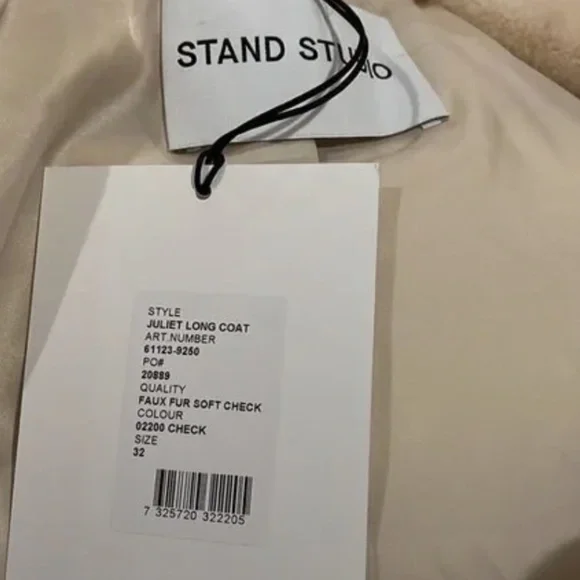 STAND STUDIO
STYLE
JULIET LONG COAT
ART.NUMBER
61123-9250
PO#
20889
QUALITY
FAUX FUR SOFT CHECK
COLOUR
02200 CHECK
SIZE
32
7 325720 322205